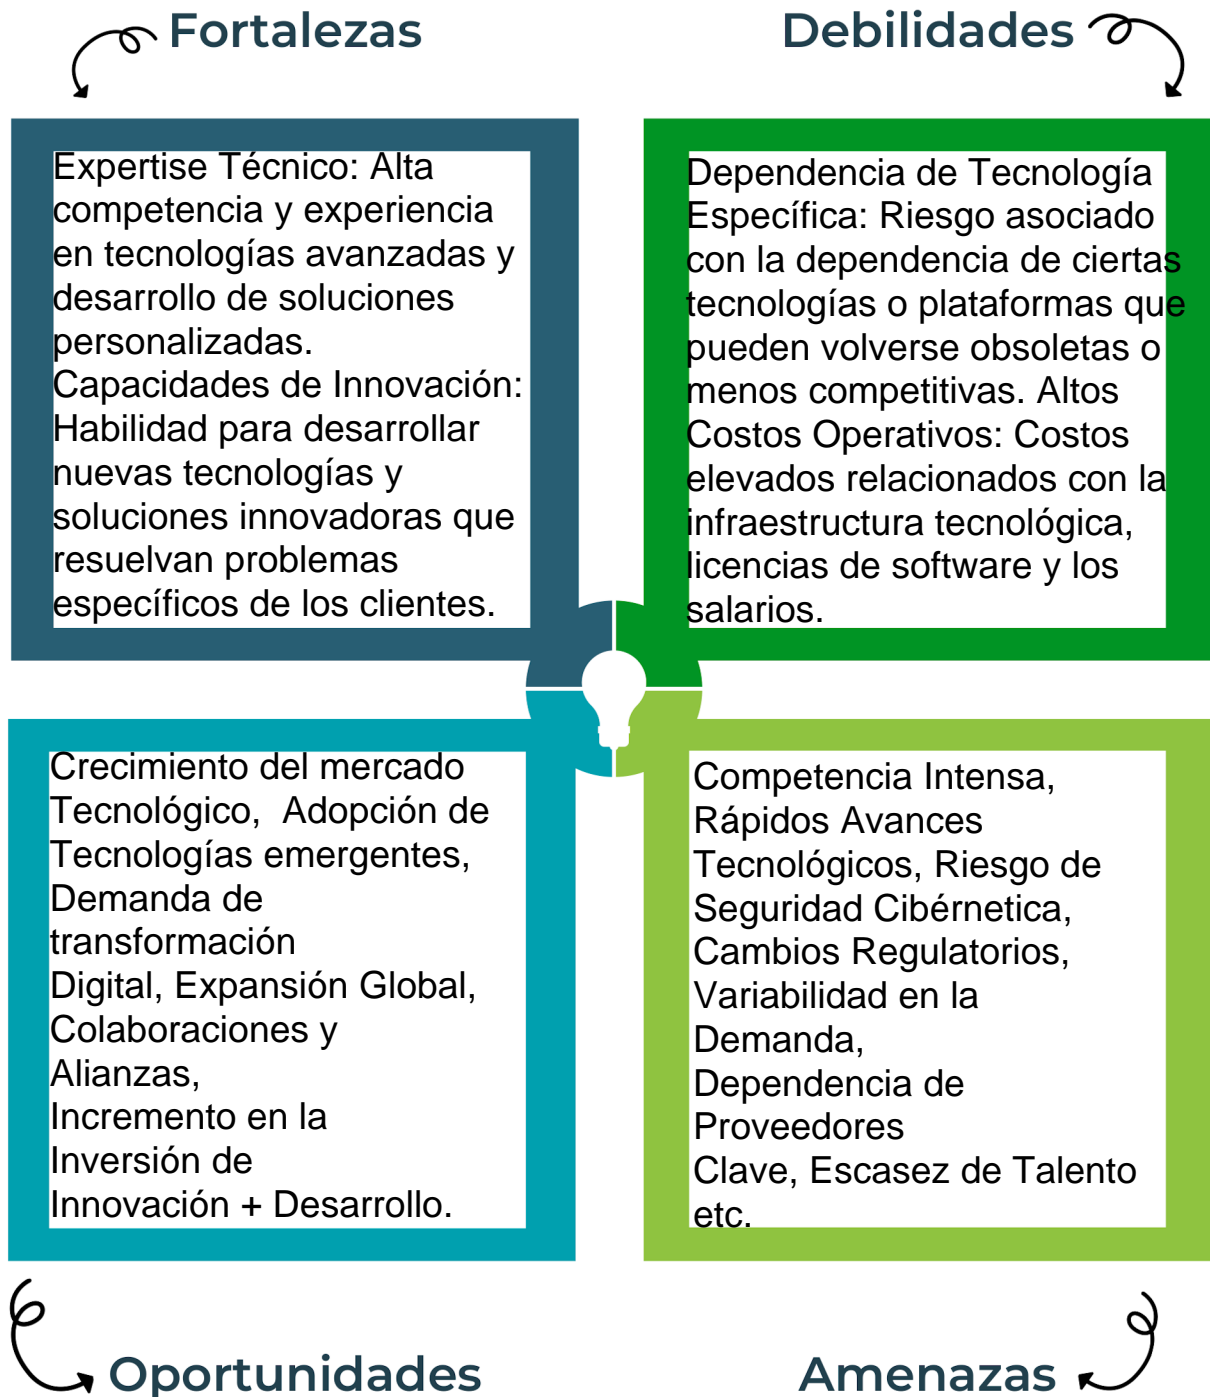 Fortalezas
Expertise Técnico: Alta
competencia y experiencia
en tecnologías avanzadas y
desarrollo de soluciones
personalizadas.
Capacidades de Innovación:
Habilidad para desarrollar
nuevas tecnologías y
soluciones innovadoras que
resuelvan problemas
específicos de los clientes.
Debilidades
Dependencia de Tecnología
Específica: Riesgo asociado
con la dependencia de ciertas
tecnologías o plataformas que
pueden volverse obsoletas o
menos competitivas. Altos
Costos Operativos: Costos
elevados relacionados con la
infraestructura tecnológica,
licencias de software y los
salarios.
Crecimiento del mercado
Tecnológico,  Adopción de
Tecnologías emergentes,
Demanda de
transformación
Digital, Expansión Global,
Colaboraciones y
Alianzas,
Incremento en la
Inversión de
Innovación + Desarrollo.
Oportunidades
Competencia Intensa,
Rápidos Avances
Tecnológicos, Riesgo de
Seguridad Cibérnetica,
Cambios Regulatorios,
Variabilidad en la
Demanda,
Dependencia de
Proveedores
Clave, Escasez de Talento
etc.
Amenazas